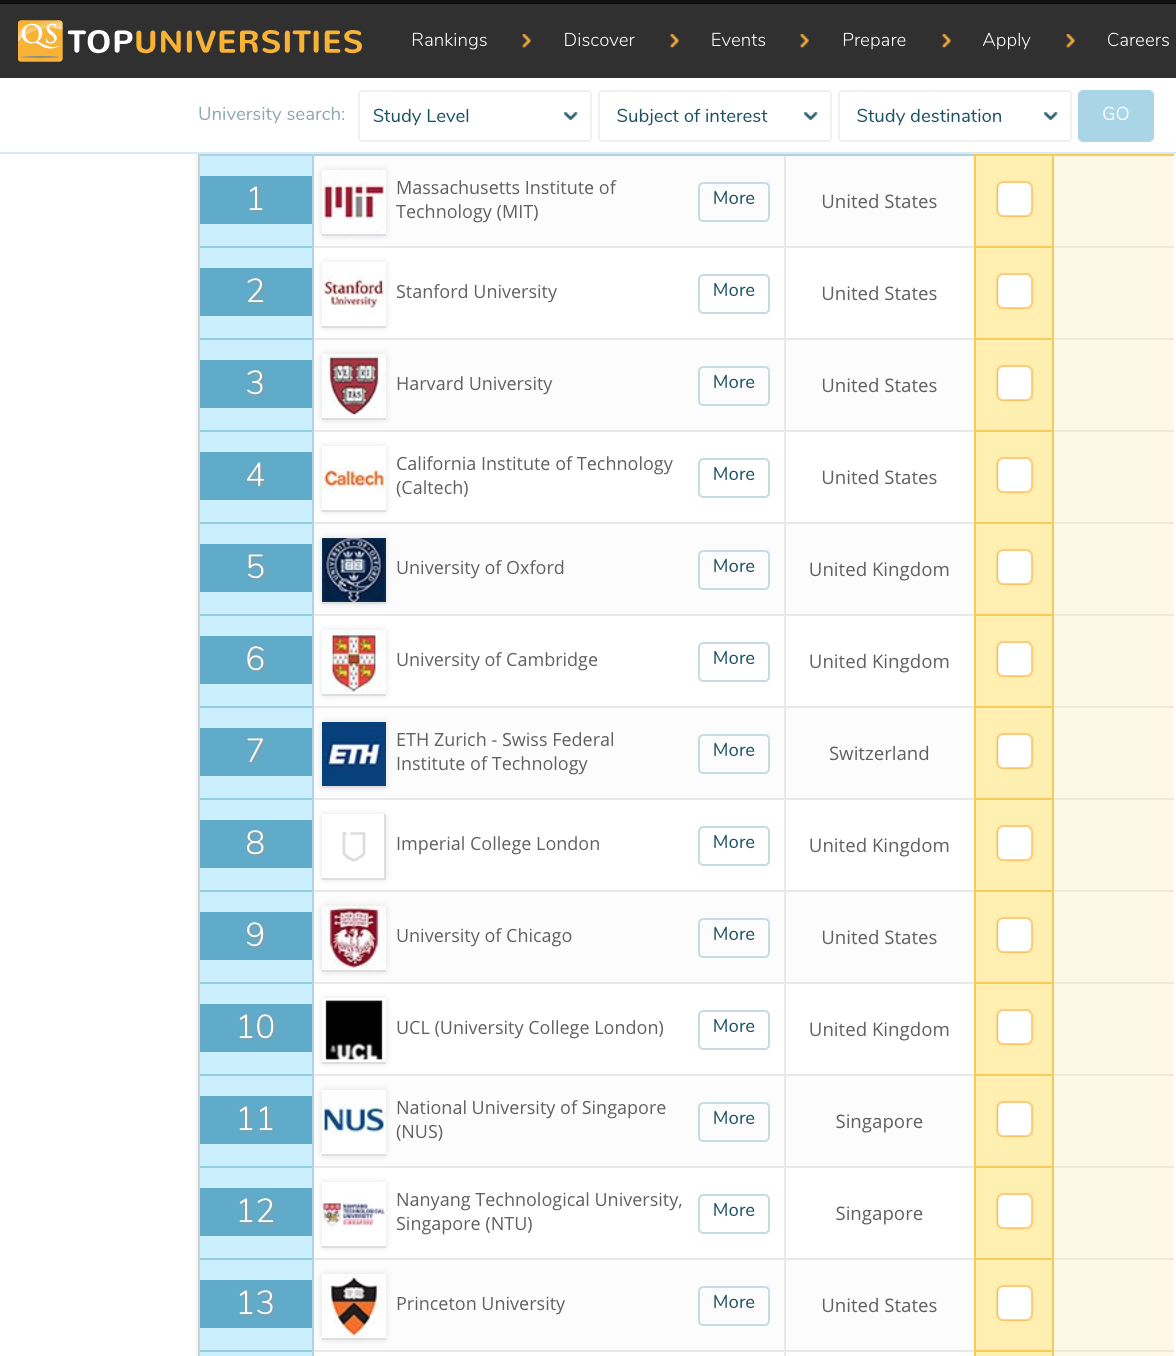 QS TOPUNIVERSITIES Rankings Discover Events Prepare Apply Careers
University search: Study Level Subject of interest Study destination GO
1 MIT Massachusetts Institute of
Technology (MIT) More United States
2 Stanford
University Stanford University More United States
3 Harvard University More United States
4 Caltech California Institute of Technology
(Caltech) More United States
5 University of Oxford More United Kingdom
6 University of Cambridge More United Kingdom
7 ETH ETH Zurich - Swiss Federal
Institute of Technology More Switzerland
8 Imperial College London More United Kingdom
9 University of Chicago More United States
10 UCL UCL (University College London) More United Kingdom
11 NUS National University of Singapore
(NUS) More Singapore
12 NANYANG
TECHNOLOGICAL
UNIVERSITY
SINGAPORE Nanyang Technological University,
Singapore (NTU) More Singapore
13 Princeton University More United States